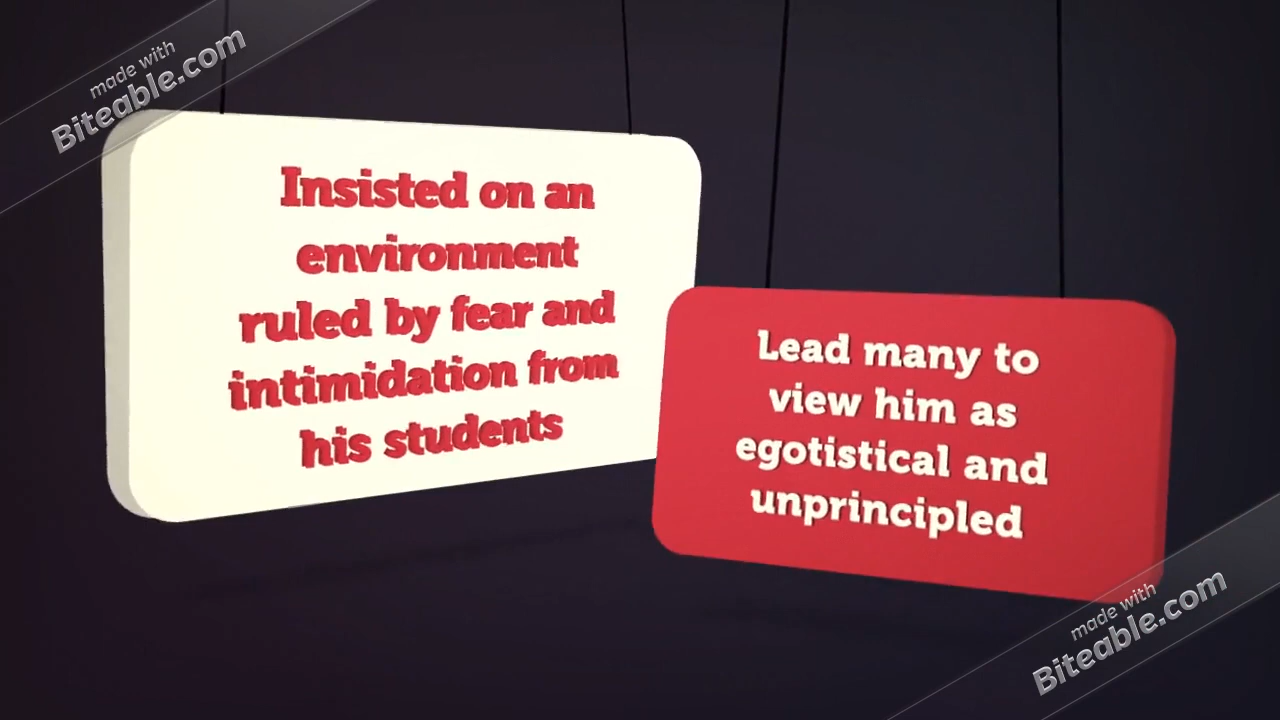 made with
Biteable.com
Insisted on an
environment
ruled by fear and
intimidation from
his students
Lead many to
view him as
egotistical and
unprincipled
made with
Biteable.com